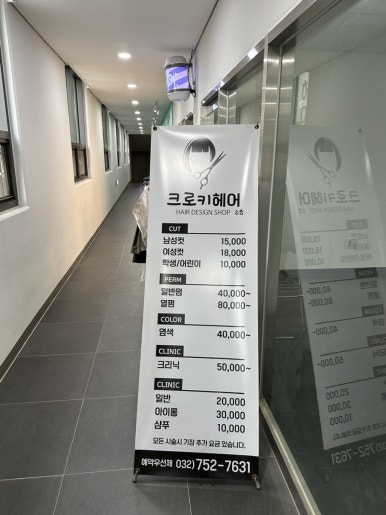 크로키헤어
HAIR DESIGN SHOP
CUT
남성컷 15,000
여성컷 18,000
학생/어린이 10,000
PERM
일반펌 40,000~
열펌 80,000~
COLOR
염색 40,000~
CLINIC
크리닉 50,000~
CLINIC
일반 20,000
아이롱 30,000
샴푸 10,000
모든 시술시 기장 추가 요금 있습니다.
예약우선제 032) 752-7631